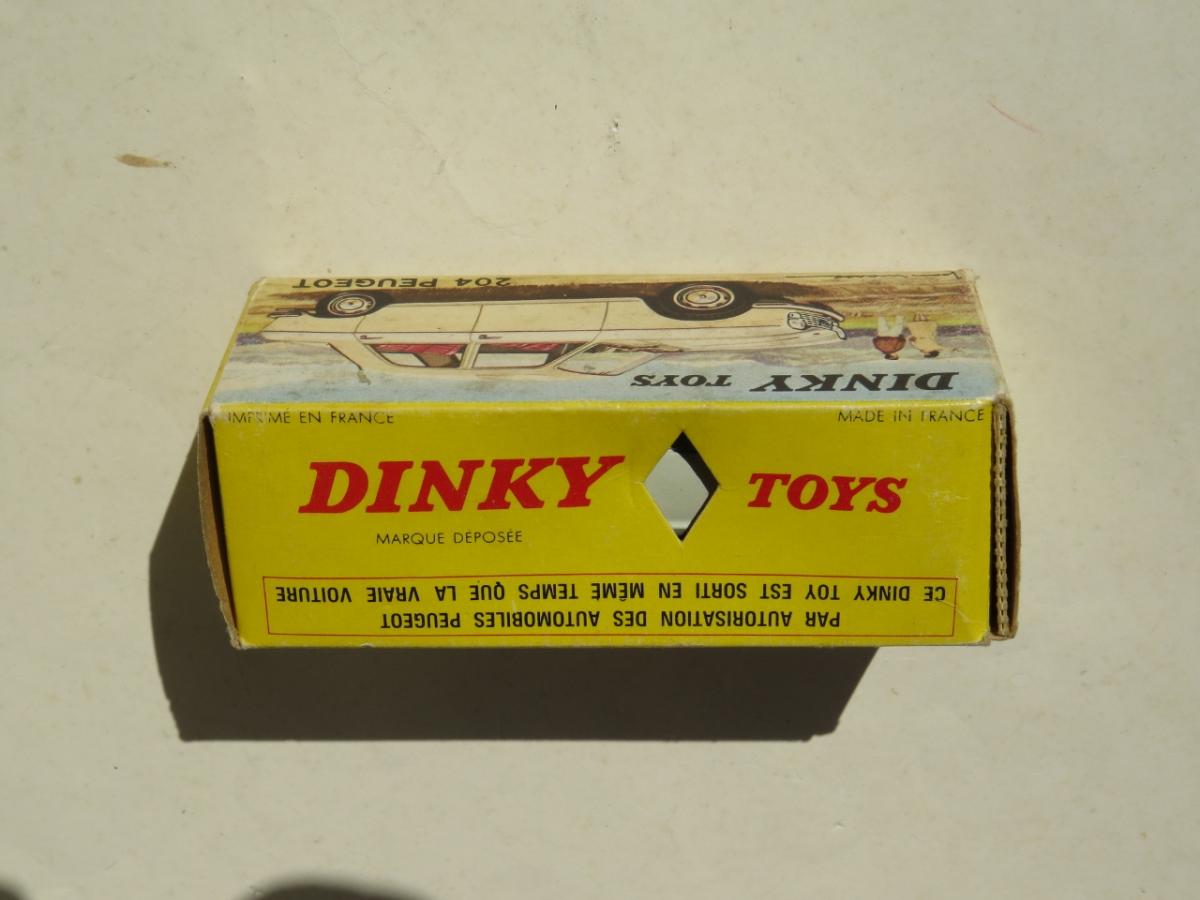 204 PEUGEOT
DINKY TOYS
IMPRIMÉ EN FRANCE
MADE IN FRANCE
DINKY TOYS
MARQUE DÉPOSÉE
PAR AUTORISATION DES AUTOMOBILES PEUGEOT
CE DINKY TOY EST SORTI EN MÊME TEMPS QUE LA VRAIE VOITURE